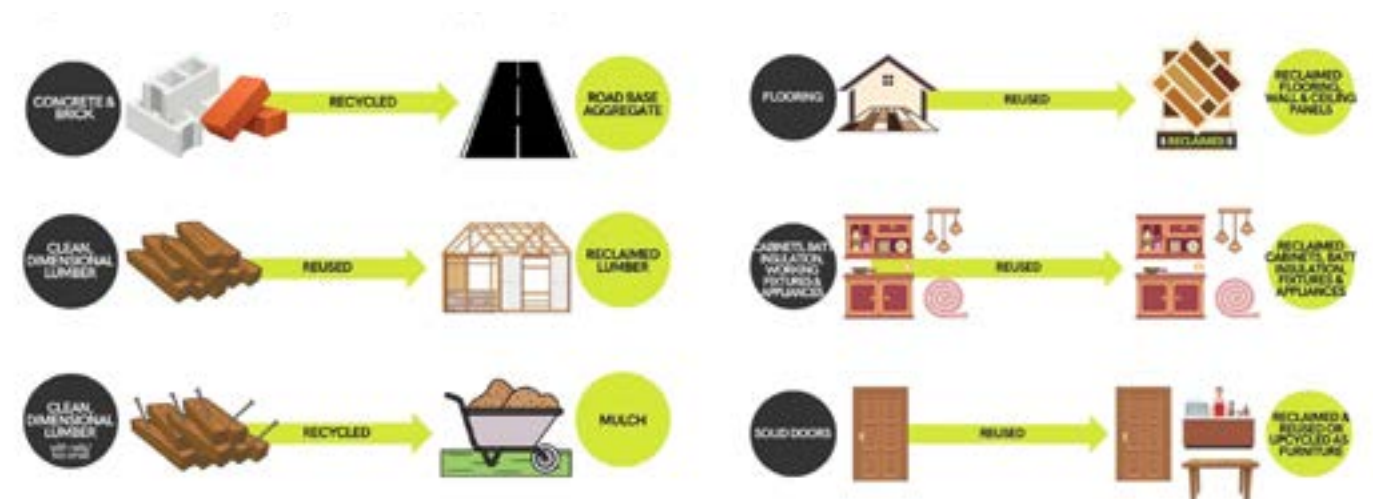 CONCRETE &
BRICK
RECYCLED
ROAD BASE
AGGREGATE
CLEAN,
DIMENSIONAL
LUMBER
REUSED
RECLAIMED
LUMBER
CLEAN,
DIMENSIONAL
LUMBER
RECYCLED
MULCH
FLOORING
REUSED
RECLAIMED
RECLAIMED
FLOORING,
WALL & CEILING
PANELS
CABINETS, BATT
INSULATION,
WORKING
FIXTURES &
APPLIANCES
REUSED
RECLAIMED
CABINETS, BATT
INSULATION,
FIXTURES &
APPLIANCES
SOLID DOORS
REUSED
RECLAIMED &
REUSED OR
UPCYCLED AS
FURNITURE